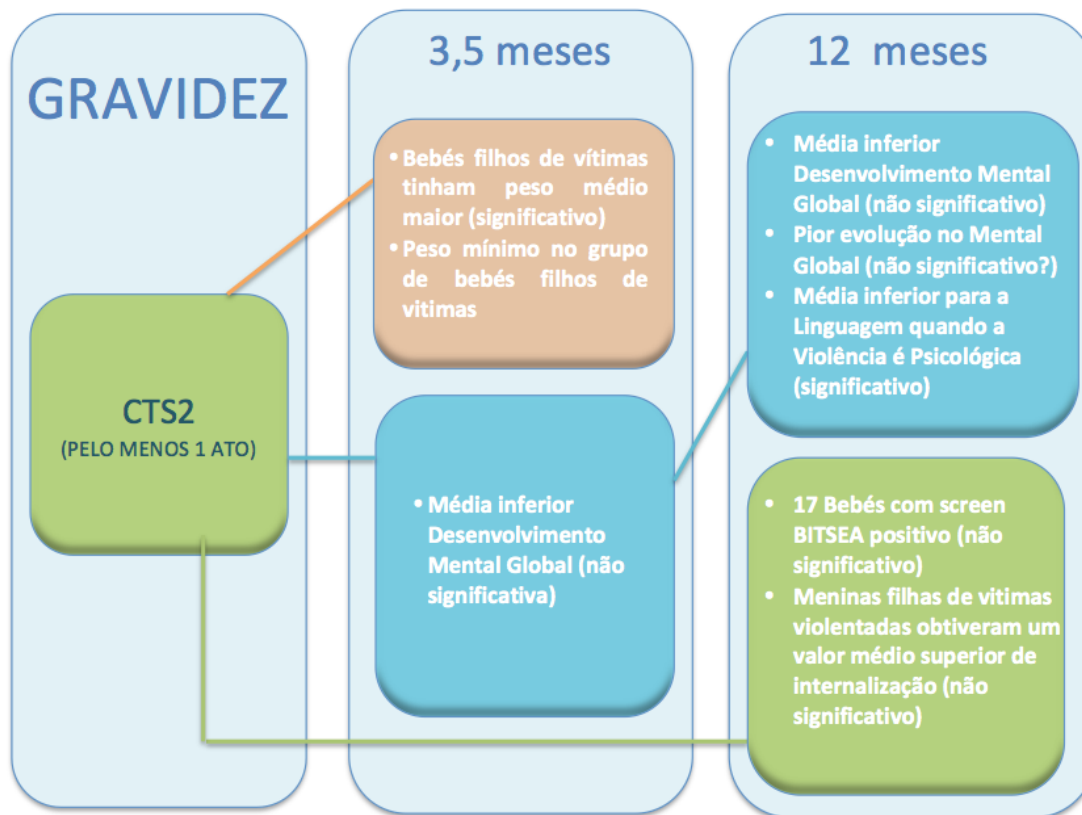 GRAVIDEZ
CTS2
(PELO MENOS 1 ATO)
3,5 meses
• Bebés filhos de vítimas
tinham peso médio
maior (significativo)
• Peso mínimo no grupo
de bebés filhos de
vitimas
• Média inferior
Desenvolvimento
Mental Global (não
significativa)
12 meses
• Média inferior
Desenvolvimento Mental
Global (não significativo)
• Pior evolução no Mental
Global (não significativo?)
• Média inferior para a
Linguagem quando a
Violência é Psicológica
(significativo)
• 17 Bebés com screen
BITSEA positivo (não
significativo)
• Meninas filhas de vitimas
violentadas obtiveram um
valor médio superior de
internalização (não
significativo)